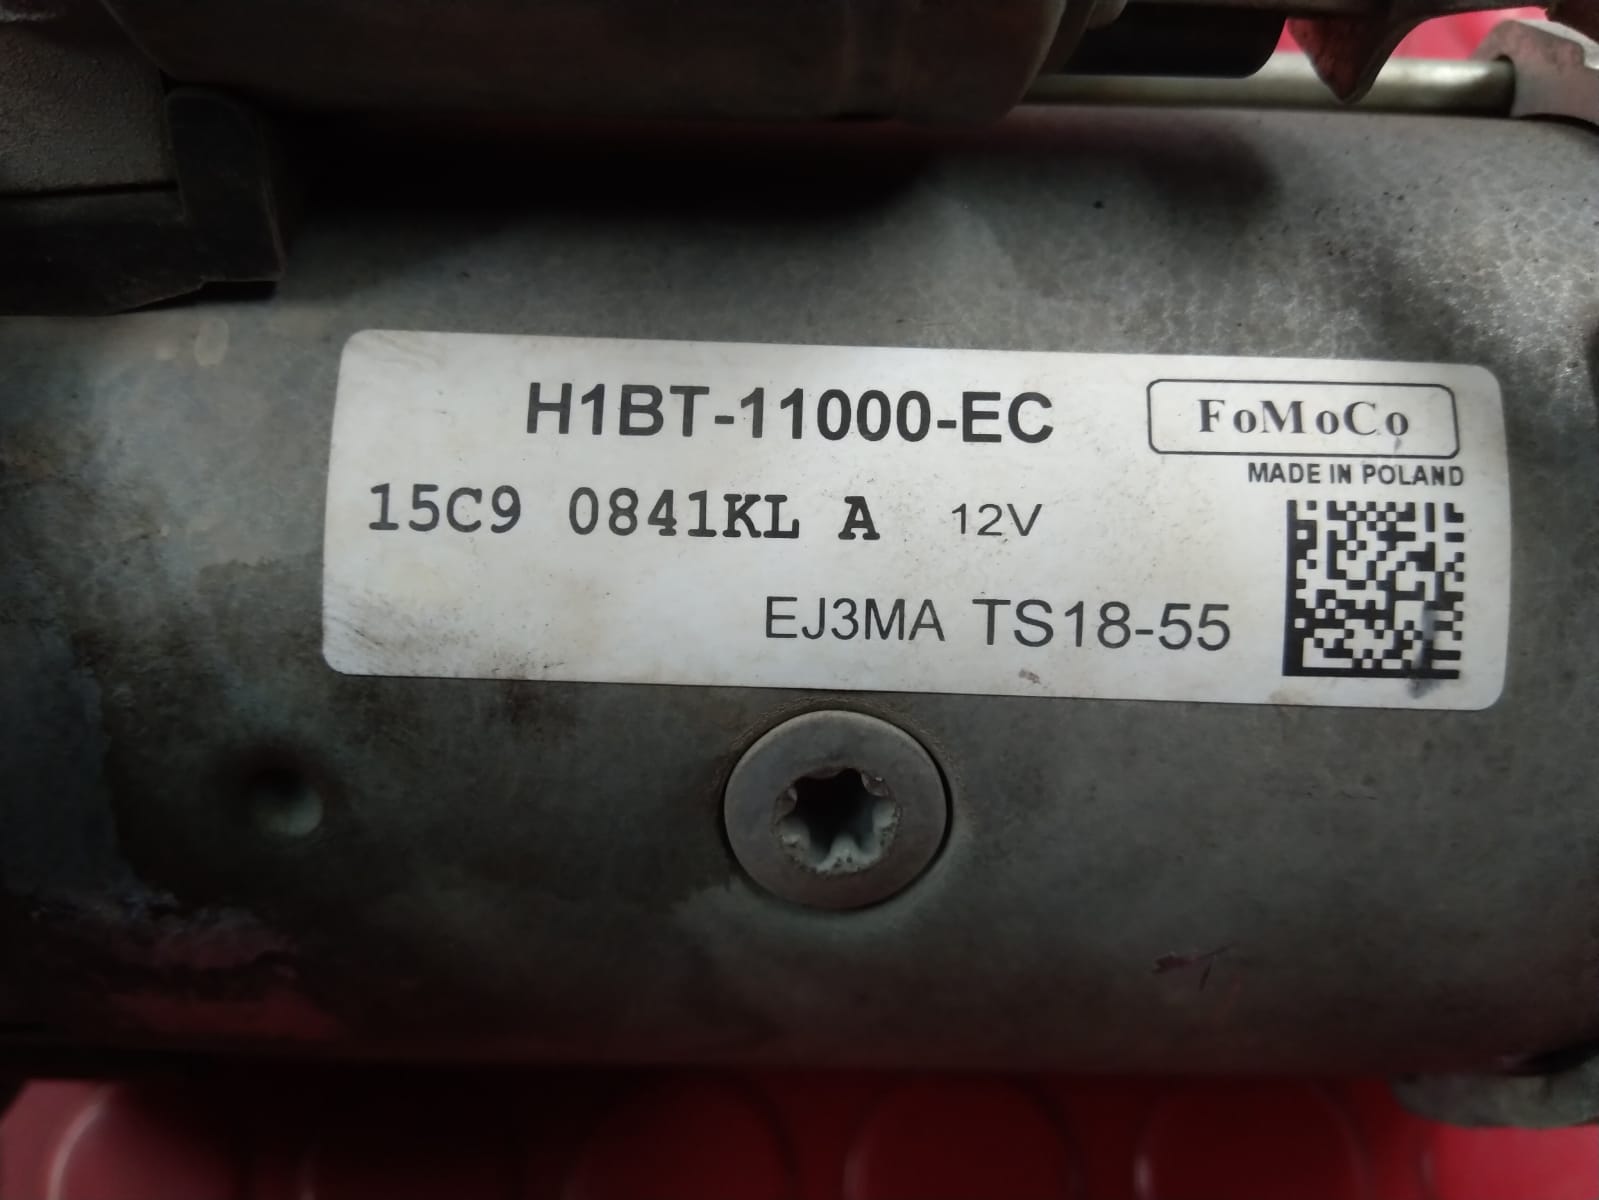 H1BT-11000-EC
FoMoCo
MADE IN POLAND
15C9 0841KL A 12V
EJ3MA TS18-55